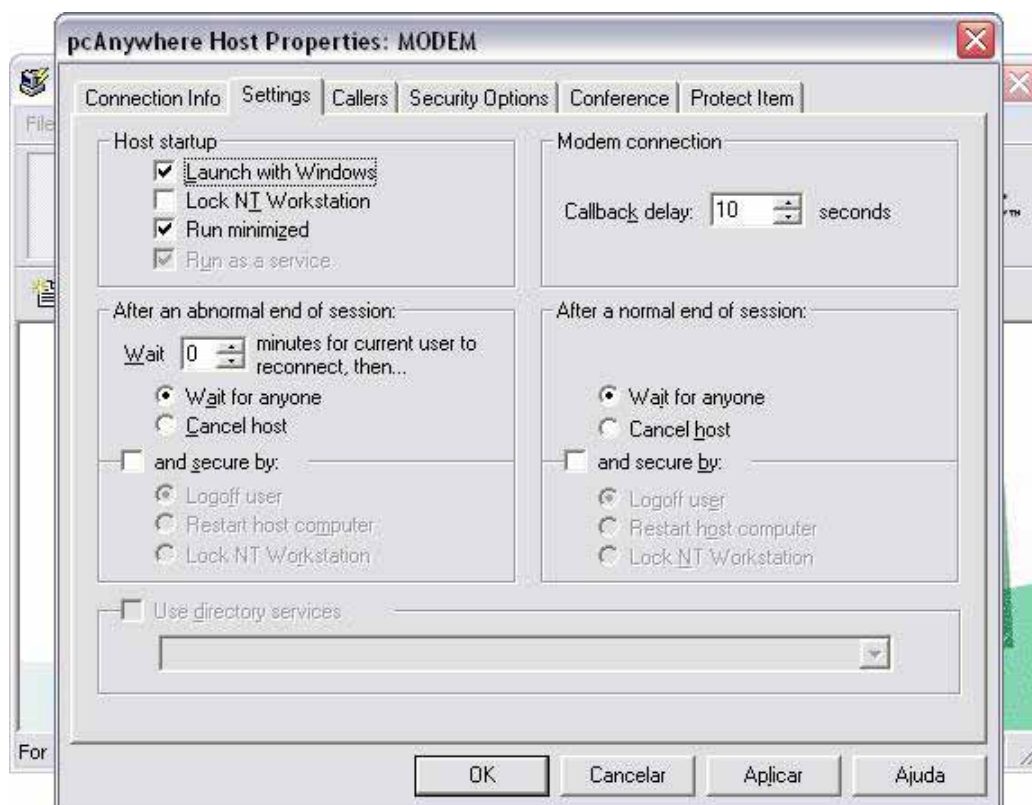 pcAnywhere Host Properties: MODEM
File
Connection Info Settings Callers Security Options Conference Protect Item
Host startup
Launch with Windows
Lock NT Workstation
Run minimized
Run as a service
Modem connection
Callback delay: 10 seconds
After an abnormal end of session:
Wait 0 minutes for current user to
reconnect, then...
Wait for anyone
Cancel host
and secure by:
Logoff user
Restart host computer
Lock NT Workstation
After a normal end of session:
Wait for anyone
Cancel host
and secure by:
Logoff user
Restart host computer
Lock NT Workstation
Use directory services
For
OK Cancelar Aplicar Ajuda